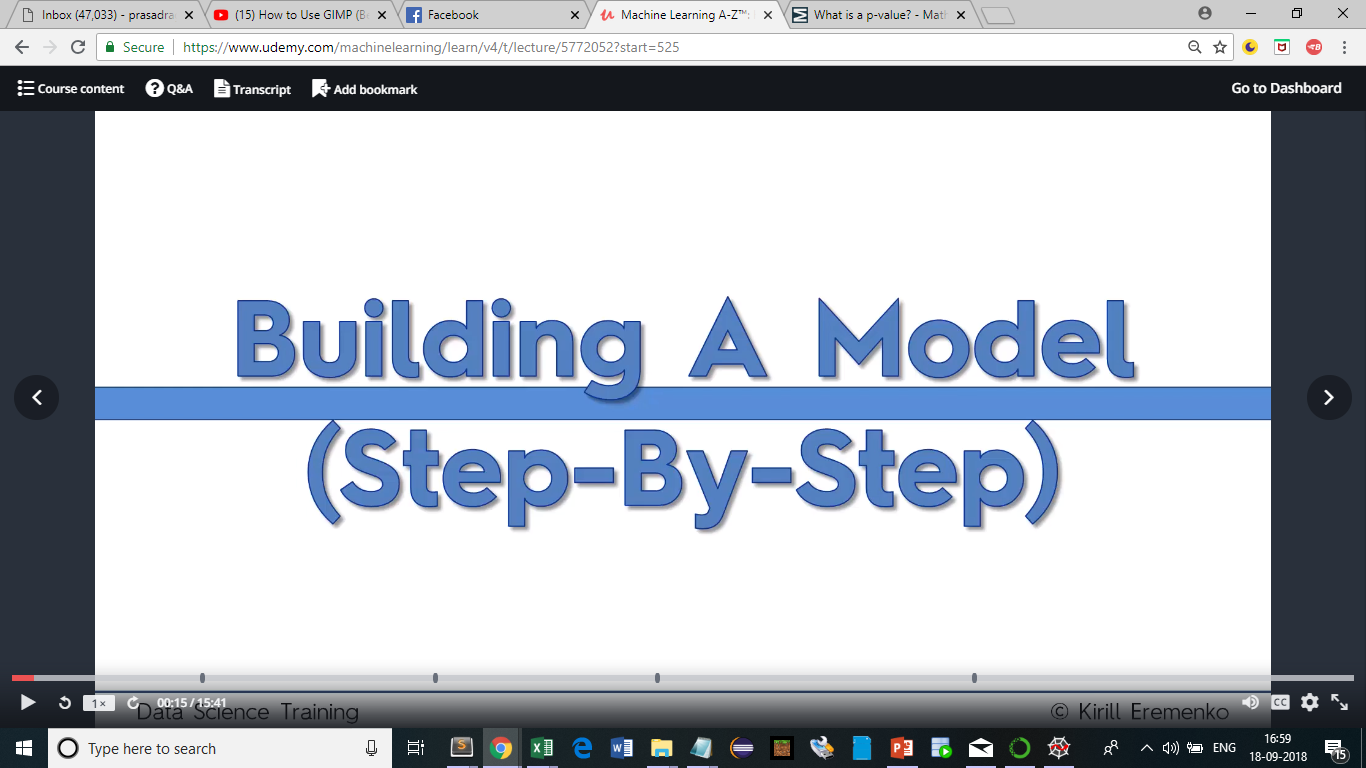 Inbox (47,033) - prasadra
(15) How to Use GIMP (Be
Facebook
Machine Learning A-Z™:
What is a p-value? - Mat
Secure
https://www.udemy.com/machinelearning/learn/v4/t/lecture/5772052?start=525
Course content
Q&A
Transcript
Add bookmark
Go to Dashboard
Building A Model
(Step-By-Step)
1×
00:15 / 15:41
CC
Data Science Training
© Kirill Eremenko
Type here to search
ENG
16:59
18-09-2018
15